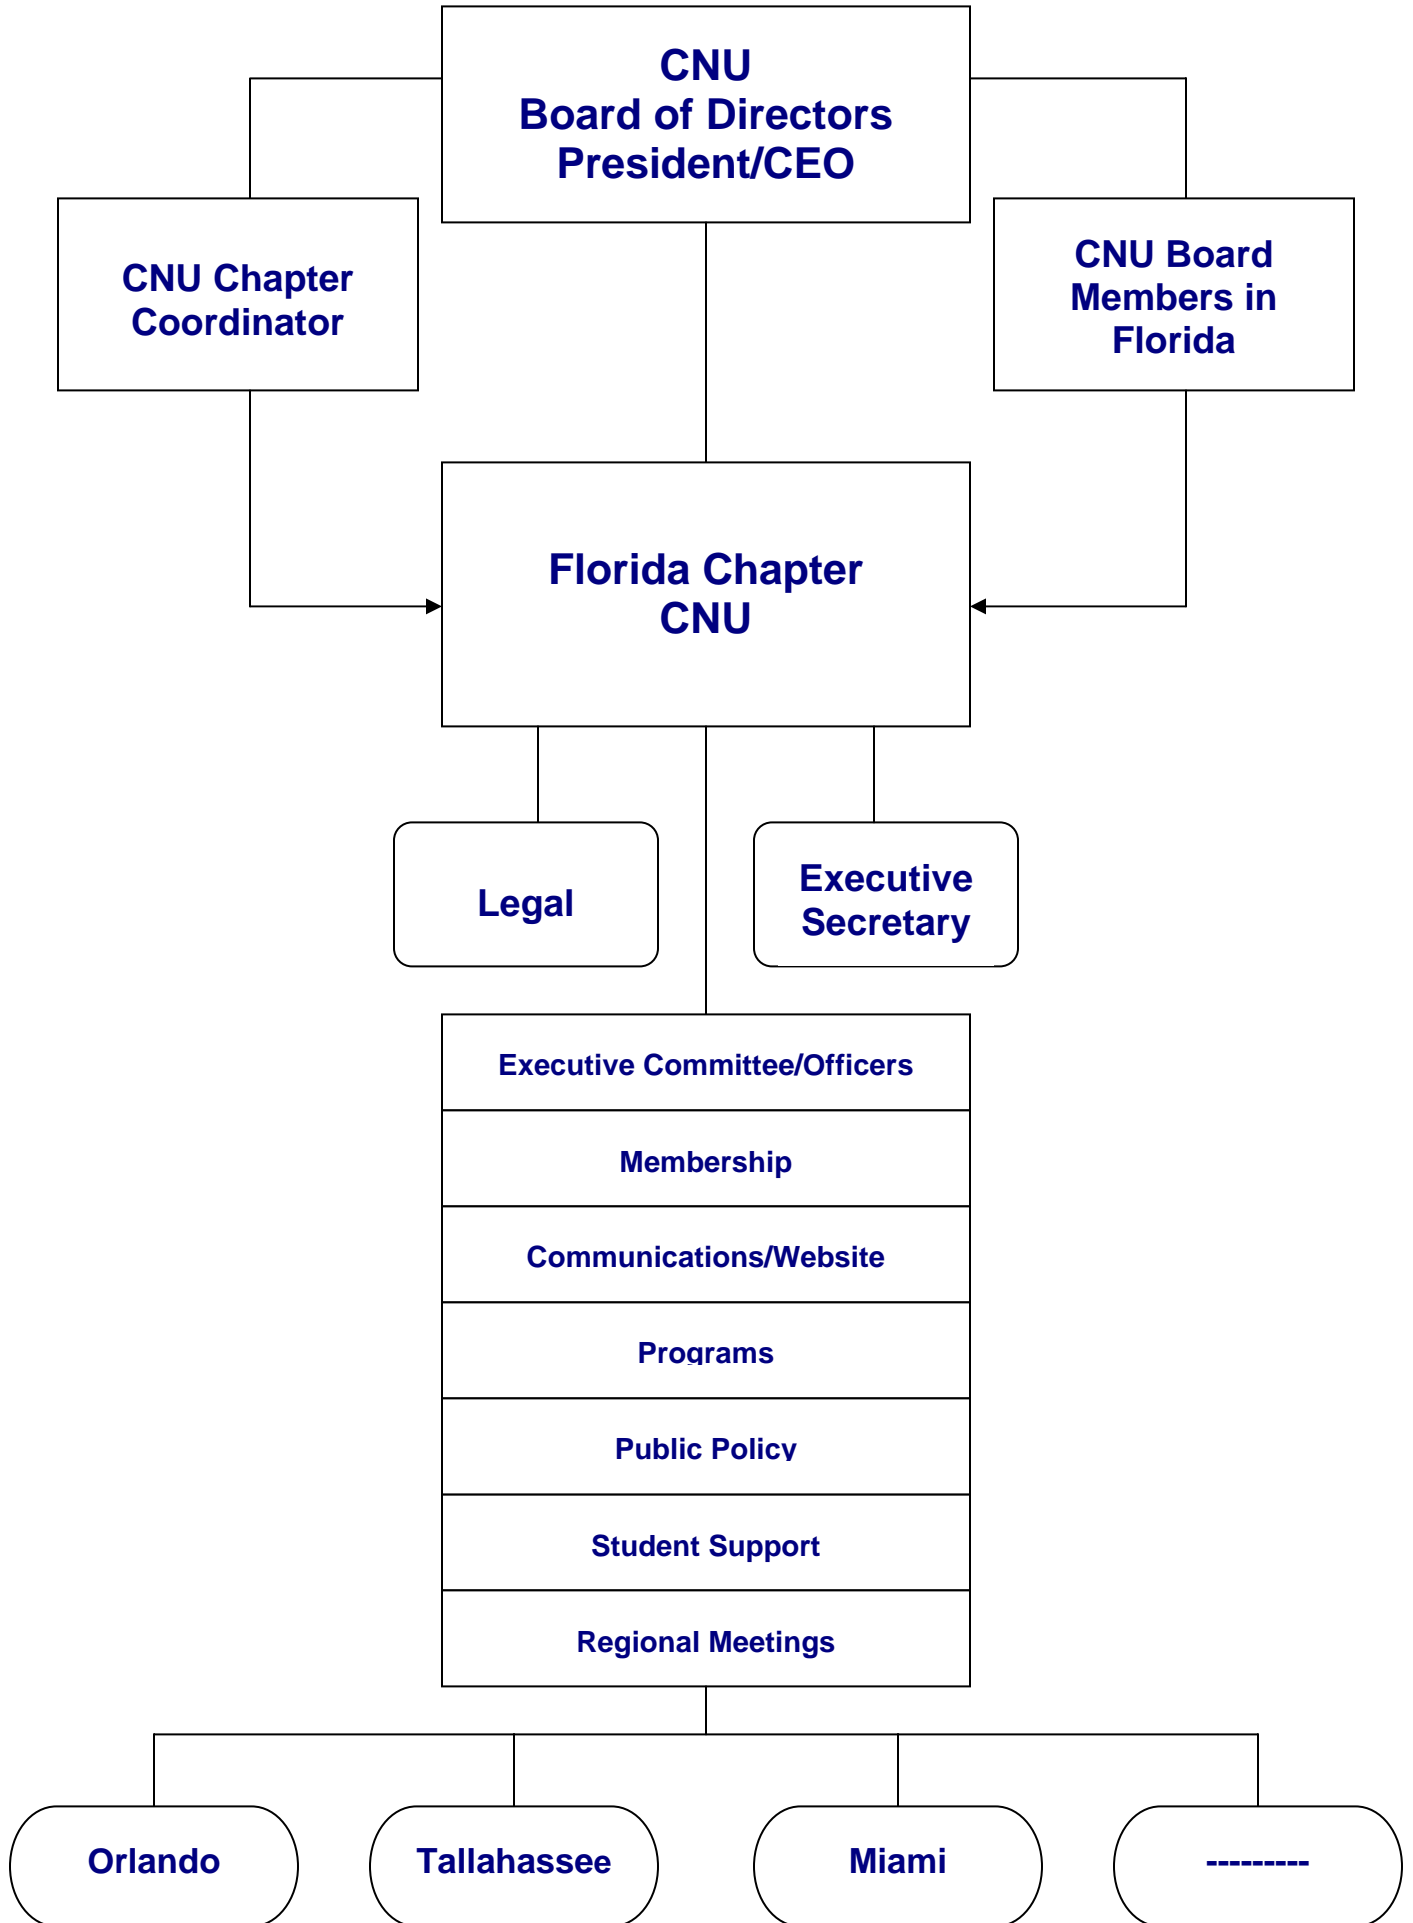 CNU
Board of Directors
President/CEO
CNU Chapter
Coordinator
CNU Board
Members in
Florida
Florida Chapter
CNU
Legal
Executive
Secretary
Executive Committee/Officers
Membership
Communications/Website
Programs
Public Policy
Student Support
Regional Meetings
Orlando
Tallahassee
Miami
---------